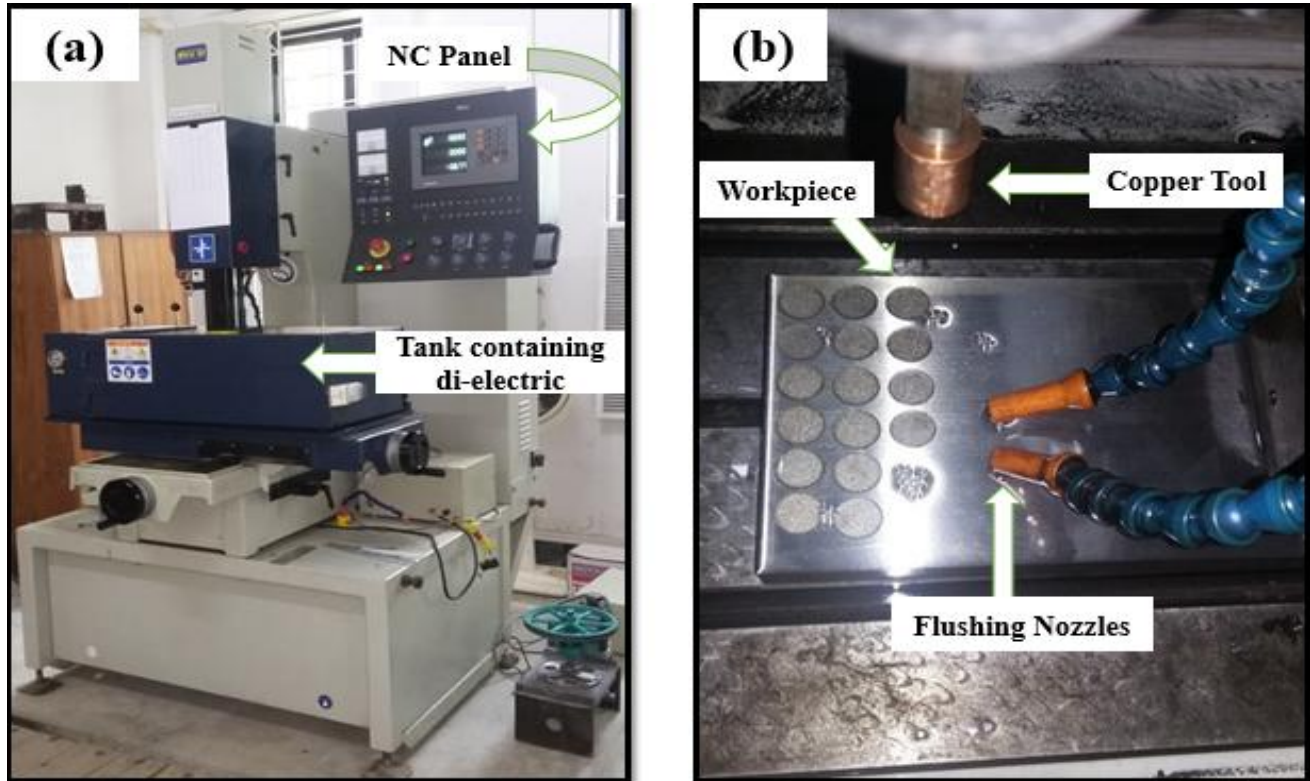 (a)
NC Panel
Tank containing
di-electric
(b)
Workpiece
Copper Tool
Flushing Nozzles